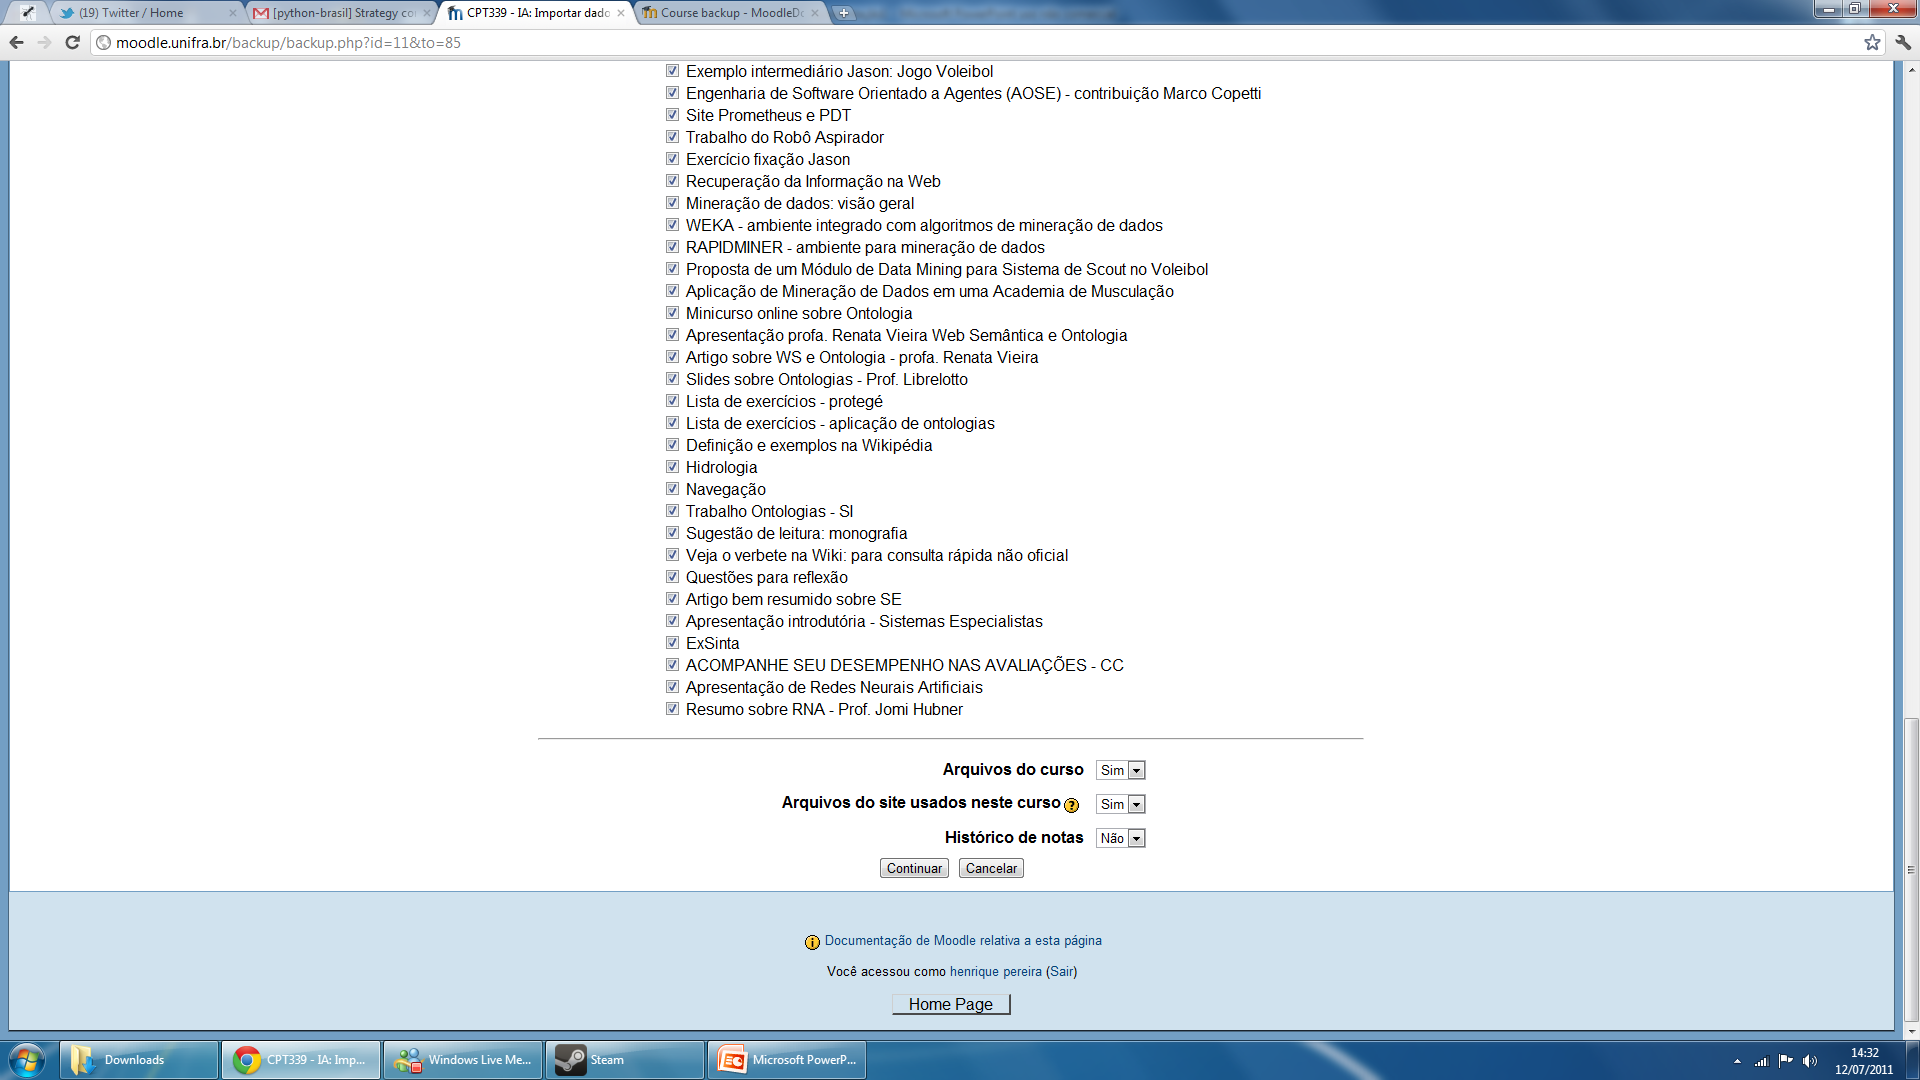 (19) Twitter / Home
[python-brasil] Strategy co
CPT339 - IA: Importar dado
Course backup - MoodleDo
moodle.unifra.br/backup/backup.php?id=11&to=85
Exemplo intermediário Jason: Jogo Voleibol
Engenharia de Software Orientado a Agentes (AOSE) - contribuição Marco Copetti
Site Prometheus e PDT
Trabalho do Robô Aspirador
Exercício fixação Jason
Recuperação da Informação na Web
Mineração de dados: visão geral
WEKA - ambiente integrado com algoritmos de mineração de dados
RAPIDMINER - ambiente para mineração de dados
Proposta de um Módulo de Data Mining para Sistema de Scout no Voleibol
Aplicação de Mineração de Dados em uma Academia de Musculação
Minicurso online sobre Ontologia
Apresentação profa. Renata Vieira Web Semântica e Ontologia
Artigo sobre WS e Ontologia - profa. Renata Vieira
Slides sobre Ontologias - Prof. Librelotto
Lista de exercícios - protegé
Lista de exercícios - aplicação de ontologias
Definição e exemplos na Wikipédia
Hidrologia
Navegação
Trabalho Ontologias - SI
Sugestão de leitura: monografia
Veja o verbete na Wiki: para consulta rápida não oficial
Questões para reflexão
Artigo bem resumido sobre SE
Apresentação introdutória - Sistemas Especialistas
ExSinta
ACOMPANHE SEU DESEMPENHO NAS AVALIAÇÕES - CC
Apresentação de Redes Neurais Artificiais
Resumo sobre RNA - Prof. Jomi Hubner
Arquivos do curso Sim
Arquivos do site usados neste curso ? Sim
Histórico de notas Não
Continuar Cancelar
Documentação de Moodle relativa a esta página
Você acessou como henrique pereira (Sair)
Home Page
Downloads
CPT339 - IA: Imp...
Windows Live Me...
Steam
Microsoft PowerP...
14:32
12/07/2011